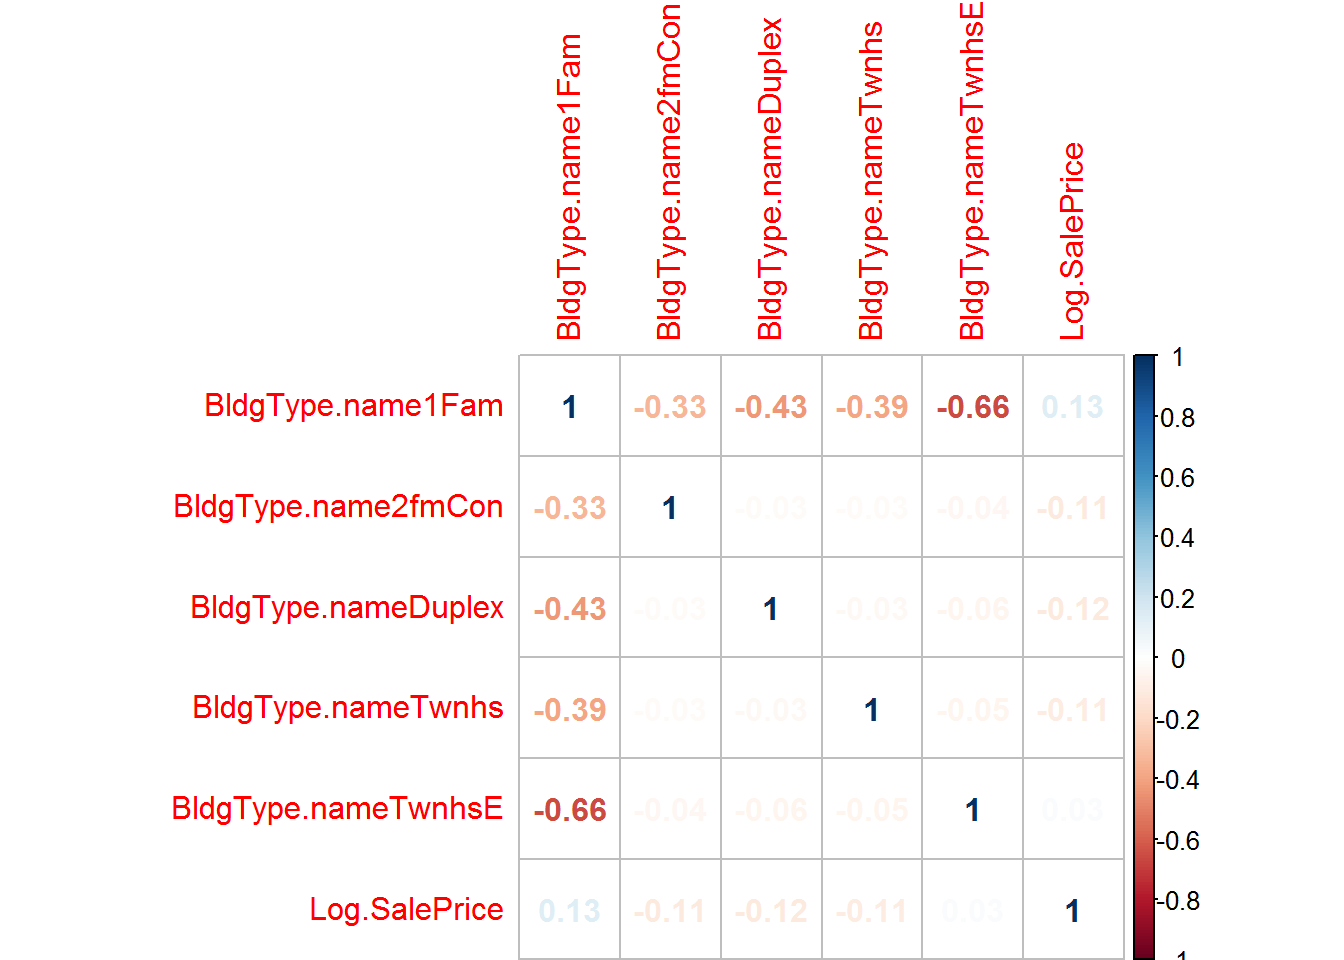 BldgType.name1Fam
BldgType.name2fmCon
BldgType.nameDuplex
BldgType.nameTwnhs
BldgType.nameTwnhsE
Log.SalePrice
BldgType.name1Fam 1 -0.33 -0.43 -0.39 -0.66 0.13
BldgType.name2fmCon -0.33 1 -0.03 -0.03 -0.04 -0.11
BldgType.nameDuplex -0.43 -0.03 1 -0.03 -0.06 -0.12
BldgType.nameTwnhs -0.39 -0.03 -0.03 1 -0.05 -0.11
BldgType.nameTwnhsE -0.66 -0.04 -0.06 -0.05 1 0.03
Log.SalePrice 0.13 -0.11 -0.12 -0.11 0.03 1
1
0.8
0.6
0.4
0.2
0
-0.2
-0.4
-0.6
-0.8
-1